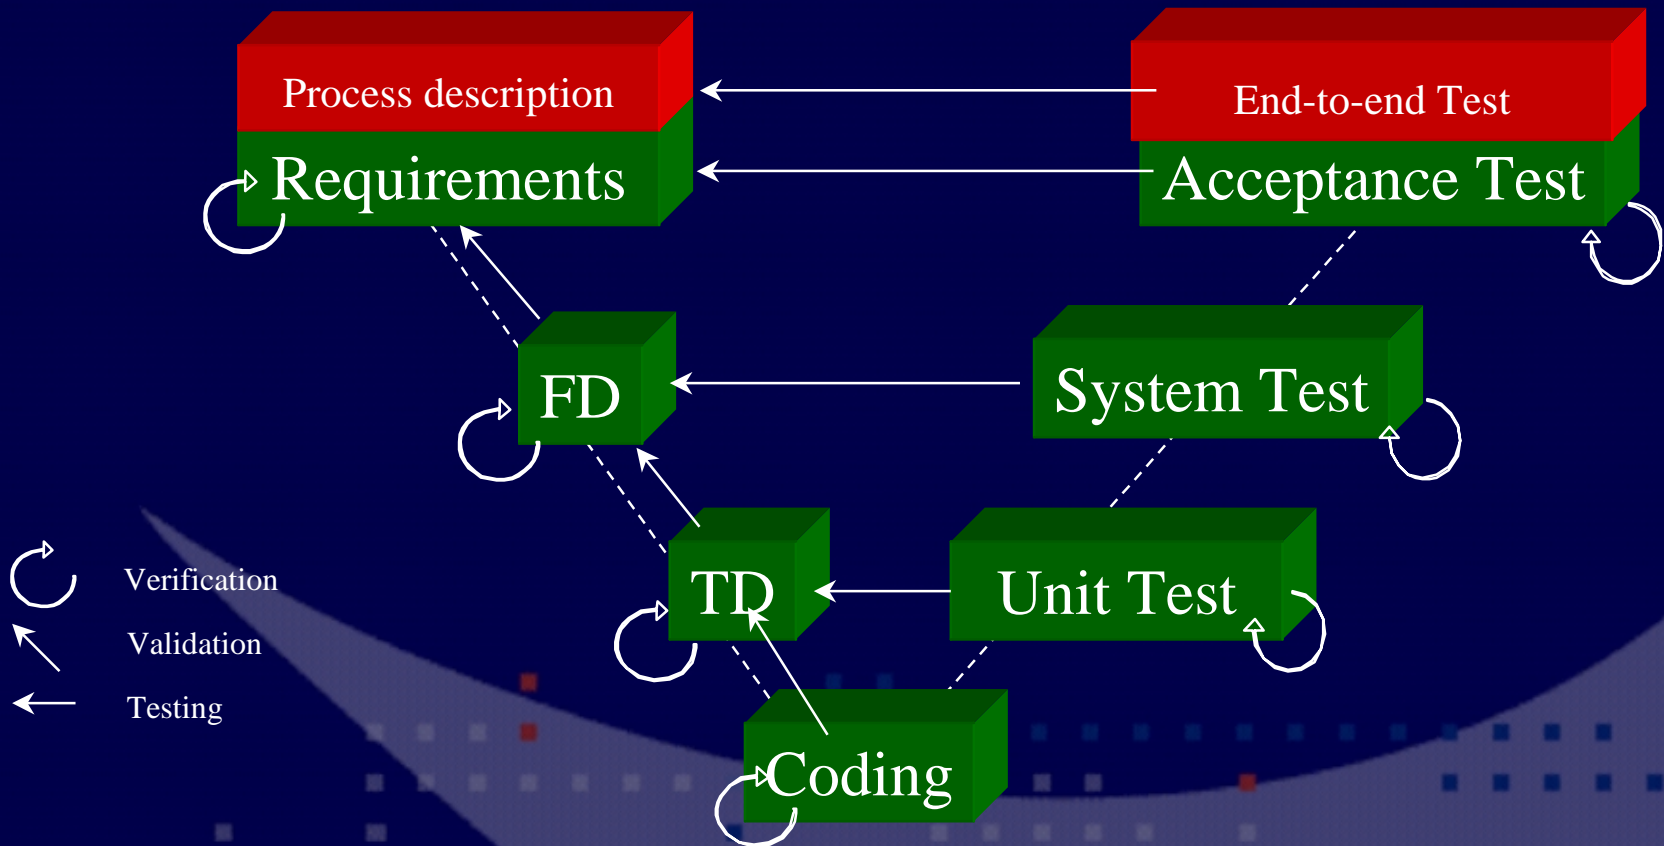 Process description
End-to-end Test
Requirements
Acceptance Test
FD
System Test
TD
Unit Test
Verification
Validation
Testing
Coding